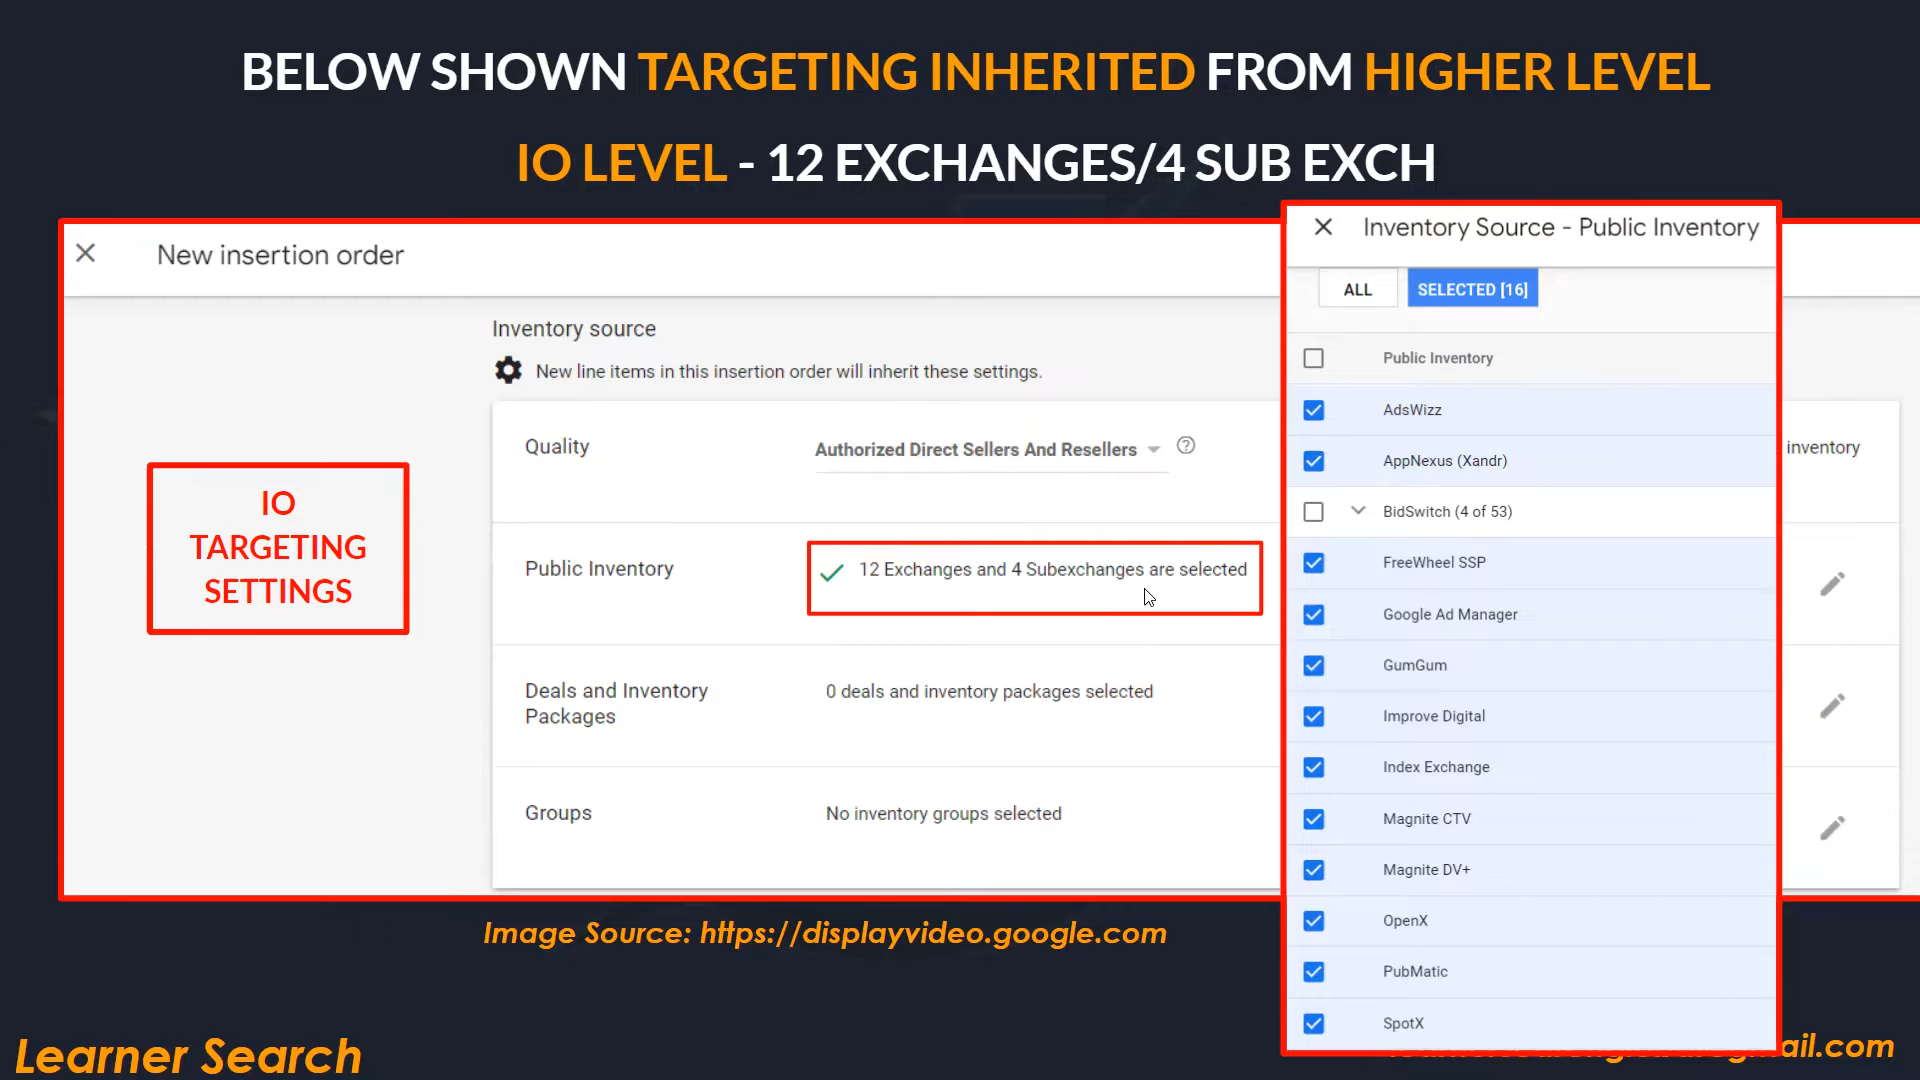 BELOW SHOWN TARGETING INHERITED FROM HIGHER LEVEL
IO LEVEL - 12 EXCHANGES/4 SUB EXCH
New insertion order
Inventory source
New line items in this insertion order will inherit these settings.
Quality
Authorized Direct Sellers And Resellers
IO
TARGETING
SETTINGS
Public Inventory
12 Exchanges and 4 Subexchanges are selected
Deals and Inventory
Packages
0 deals and inventory packages selected
Groups
No inventory groups selected
inventory
Inventory Source - Public Inventory
ALL
SELECTED [16]
Public Inventory
AdsWizz
AppNexus (Xandr)
BidSwitch (4 of 53)
FreeWheel SSP
Google Ad Manager
GumGum
Improve Digital
Index Exchange
Magnite CTV
Magnite DV+
OpenX
PubMatic
SpotX
Image Source: https://displayvideo.google.com
Learner Search
ail.com